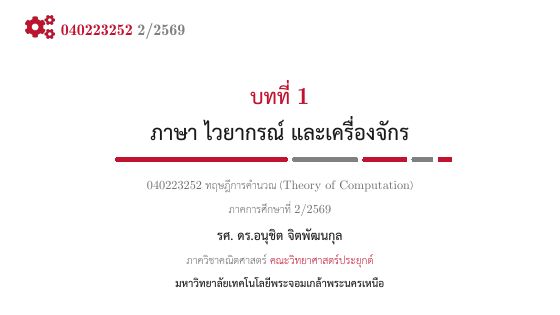 040223252 2/2569
บทที่ 1
ภาษา ไวยากรณ์ และเครื่องจักร
040223252 ทฤษฎีการคำนวณ (Theory of Computation)
ภาคการศึกษาที่ 2/2569
รศ. ดร.อนุชิต จิตพัฒนกุล
ภาควิชาคณิตศาสตร์ คณะวิทยาศาสตร์ประยุกต์
มหาวิทยาลัยเทคโนโลยีพระจอมเกล้าพระนครเหนือ